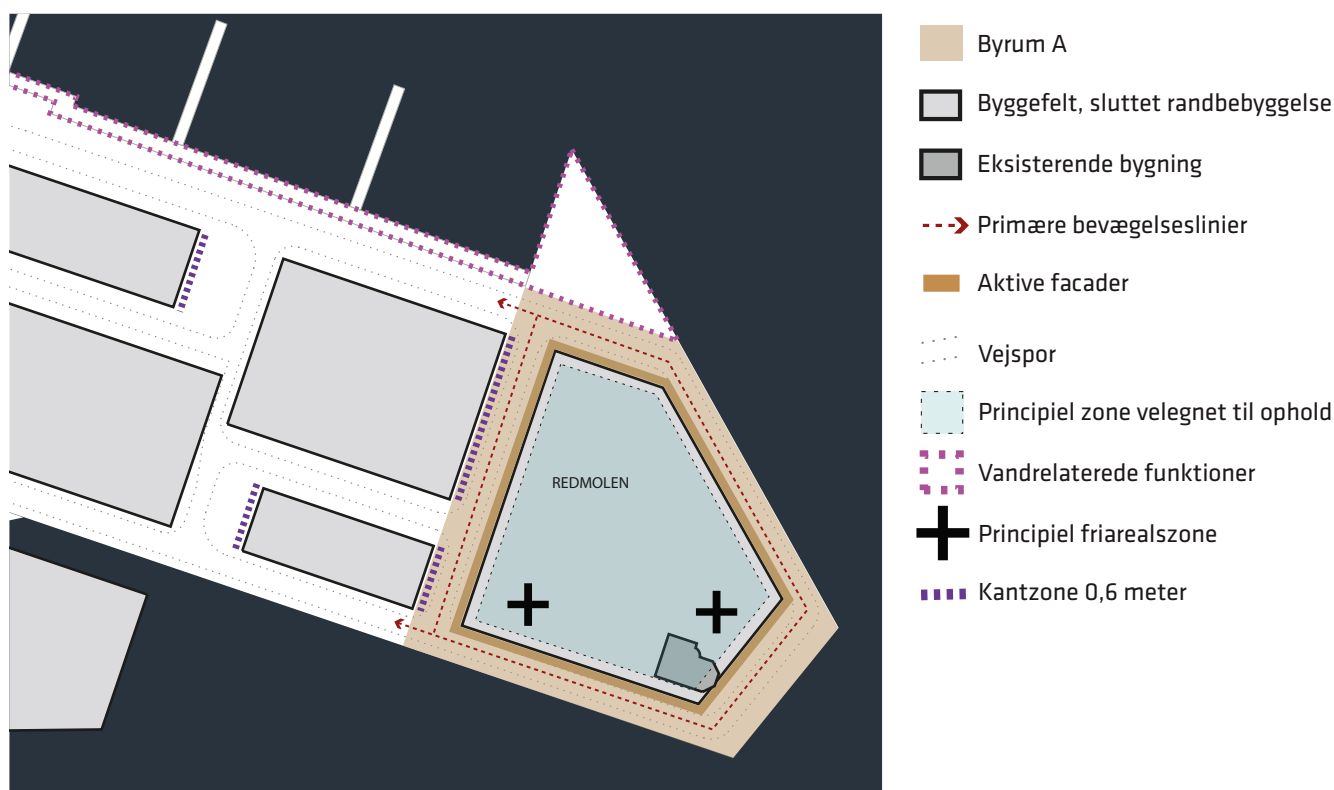 REDMOLEN
Byrum A
Byggefelt, sluttet randbebyggelse
Eksisterende bygning
Primære bevægelseslinier
Aktive facader
Vejspor
Principiel zone velegnet til ophold
Vandrelaterede funktioner
Principiel friarealszone
Kantzone 0,6 meter